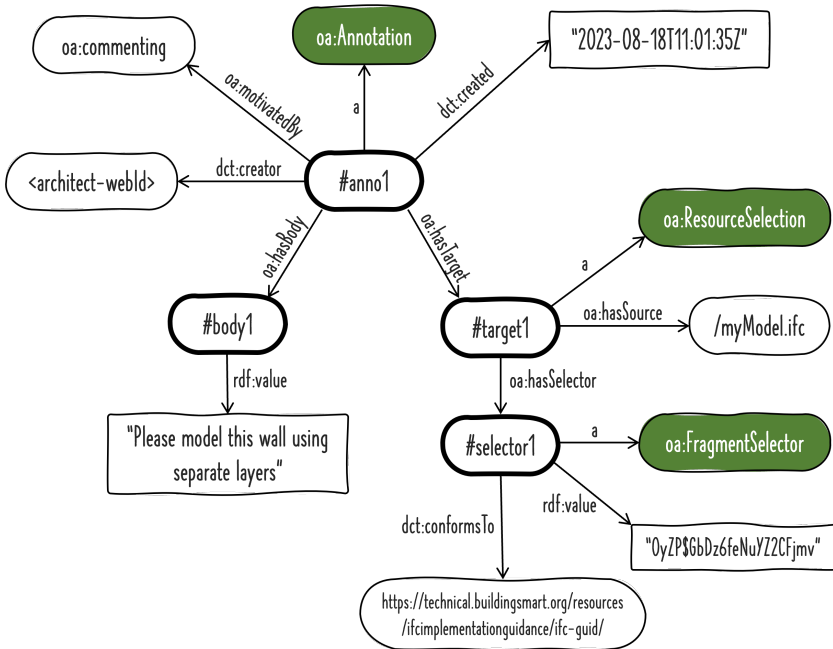 oa:commenting
oa:Annotation
"2023-08-18T11:01:35Z"
oa:motivatedBy
a
dct:created
<architect-webId>
dct:creator
#anno1
oa:hasBody
oa:hasTarget
oa:ResourceSelection
a
#body1
#target1
oa:hasSource
/myModel.ifc
rdf:value
oa:hasSelector
"Please model this wall using
separate layers"
#selector1
a
oa:FragmentSelector
rdf:value
dct:conformsTo
"0yZP$GbDz6feNuYZ2CFjmv"
https://technical.buildingsmart.org/resources
/ifcimplementationguidance/ifc-guid/